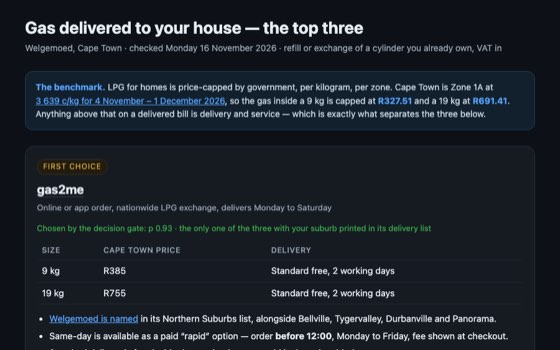 Gas delivered to your house — the top three
Welgemoed, Cape Town · checked Monday 16 November 2026 · refill or exchange of a cylinder you already own, VAT in
The benchmark. LPG for homes is price-capped by government, per kilogram, per zone. Cape Town is Zone 1A at
3 639 c/kg for 4 November – 1 December 2026, so the gas inside a 9 kg is capped at R327.51 and a 19 kg at R691.41.
Anything above that on a delivered bill is delivery and service — which is exactly what separates the three below.
FIRST CHOICE
gas2me
Online or app order, nationwide LPG exchange, delivers Monday to Saturday
Chosen by the decision gate: p 0.93 · the only one of the three with your suburb printed in its delivery list
SIZE CAPE TOWN PRICE DELIVERY
9 kg R385 Standard free, 2 working days
19 kg R755 Standard free, 2 working days
• Welgemoed is named in its Northern Suburbs list, alongside Bellville, Tygervalley, Durbanville and Panorama.
• Same-day is available as a paid “rapid” option — order before 12:00, Monday to Friday, fee shown at checkout.